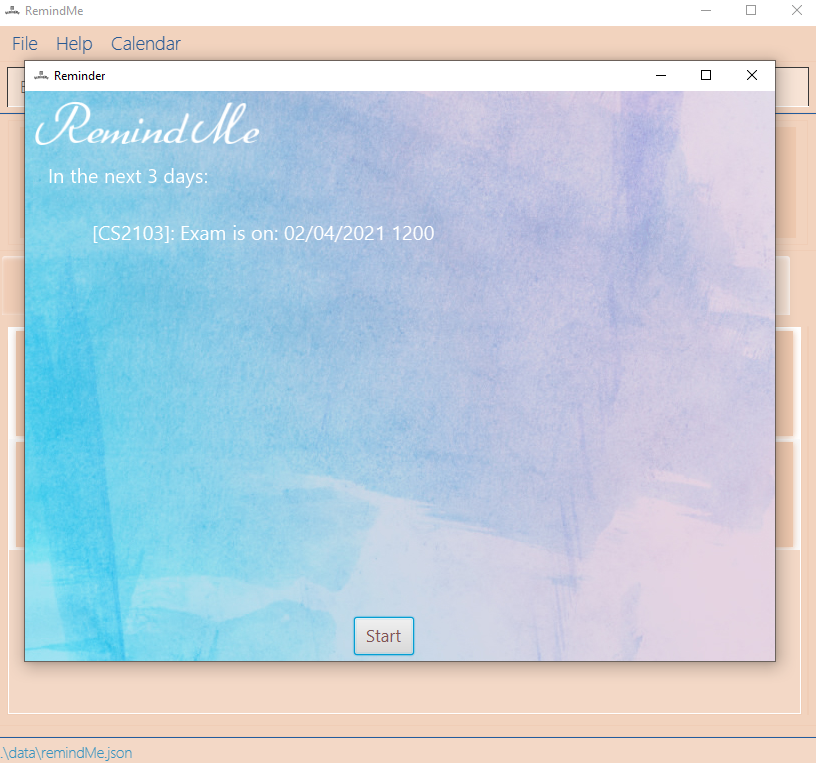 RemindMe
File Help Calendar
Reminder
RemindMe
In the next 3 days:
[CS2103]: Exam is on: 02/04/2021 1200
Start
.\data\remindMe.json